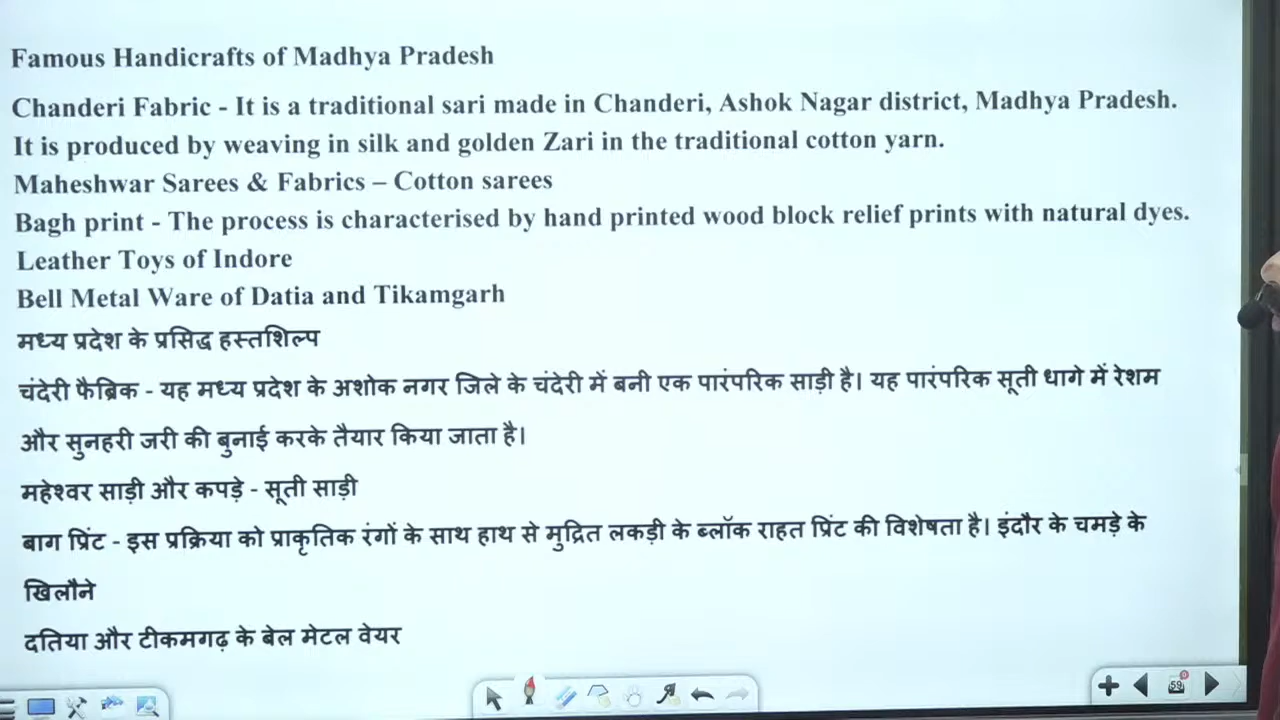 Famous Handicrafts of Madhya Pradesh
Chanderi Fabric - It is a traditional sari made in Chanderi, Ashok Nagar district, Madhya Pradesh.
It is produced by weaving in silk and golden Zari in the traditional cotton yarn.
Maheshwar Sarees & Fabrics – Cotton sarees
Bagh print - The process is characterised by hand printed wood block relief prints with natural dyes.
Leather Toys of Indore
Bell Metal Ware of Datia and Tikamgarh
मध्य प्रदेश के प्रसिद्ध हस्तशिल्प
चंदेरी फैब्रिक - यह मध्य प्रदेश के अशोक नगर जिले के चंदेरी में बनी एक पारंपरिक साड़ी है। यह पारंपरिक सूती धागे में रेशम
और सुनहरी जरी की बुनाई करके तैयार किया जाता है।
महेश्वर साड़ी और कपड़े - सूती साड़ी
बाग प्रिंट - इस प्रक्रिया को प्राकृतिक रंगों के साथ हाथ से मुद्रित लकड़ी के ब्लॉक राहत प्रिंट की विशेषता है। इंदौर के चमड़े के
खिलौने
दतिया और टीकमगढ़ के बेल मेटल वेयर
59